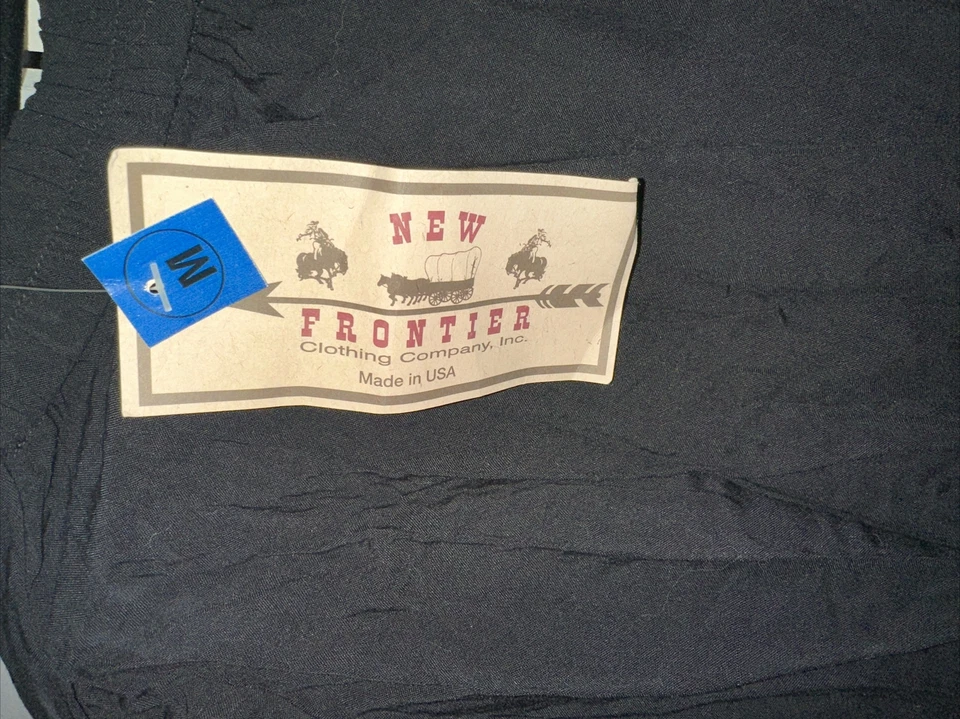 M
NEW
FRONTIER
Clothing Company, Inc.
Made in USA